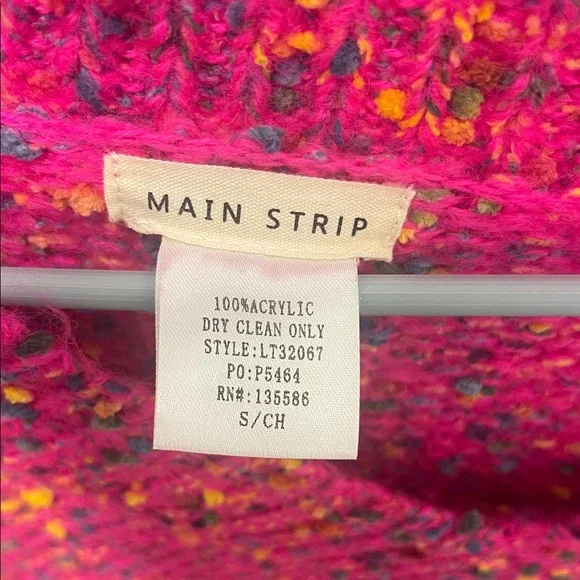 MAIN STRIP
100%ACRYLIC
DRY CLEAN ONLY
STYLE:LT32067
PO:P5464
RN#:135586
S/CH